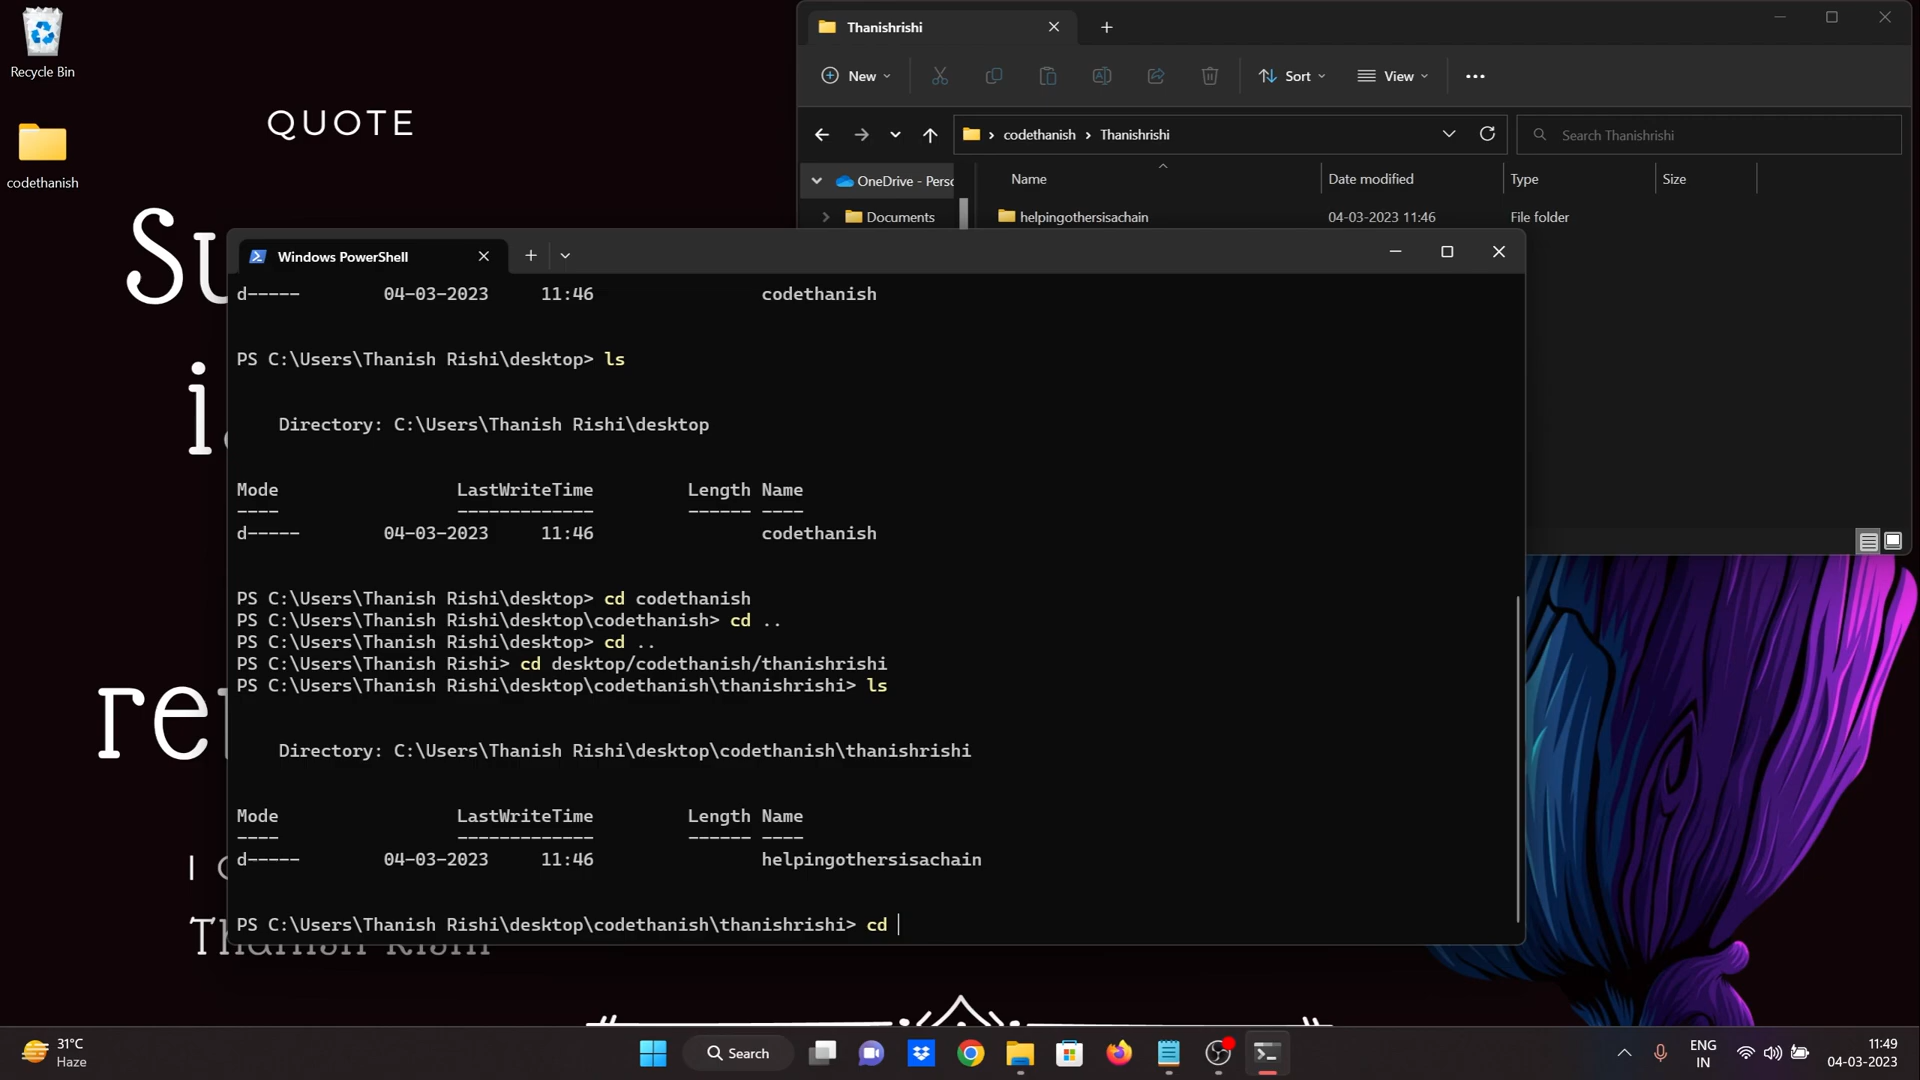 Recycle Bin
codethanish
QUOTE
Thanishrishi
New
Sort
View
codethanish › Thanishrishi
Search Thanishrishi
OneDrive - Pers
Documents
Name
Date modified
Type
Size
helpingothersisachain
04-03-2023 11:46
File folder
Windows PowerShell
d----- 04-03-2023 11:46 codethanish
PS C:\Users\Thanish Rishi\desktop> ls
Directory: C:\Users\Thanish Rishi\desktop
Mode LastWriteTime Length Name
---- ------------- ------ ----
d----- 04-03-2023 11:46 codethanish
PS C:\Users\Thanish Rishi\desktop> cd codethanish
PS C:\Users\Thanish Rishi\desktop\codethanish> cd ..
PS C:\Users\Thanish Rishi\desktop> cd ..
PS C:\Users\Thanish Rishi> cd desktop/codethanish/thanishrishi
PS C:\Users\Thanish Rishi\desktop\codethanish\thanishrishi> ls
Directory: C:\Users\Thanish Rishi\desktop\codethanish\thanishrishi
Mode LastWriteTime Length Name
---- ------------- ------ ----
d----- 04-03-2023 11:46 helpingothersisachain
PS C:\Users\Thanish Rishi\desktop\codethanish\thanishrishi> cd
Thanish Rishi
31°C
Haze
Search
ENG
IN
11:49
04-03-2023